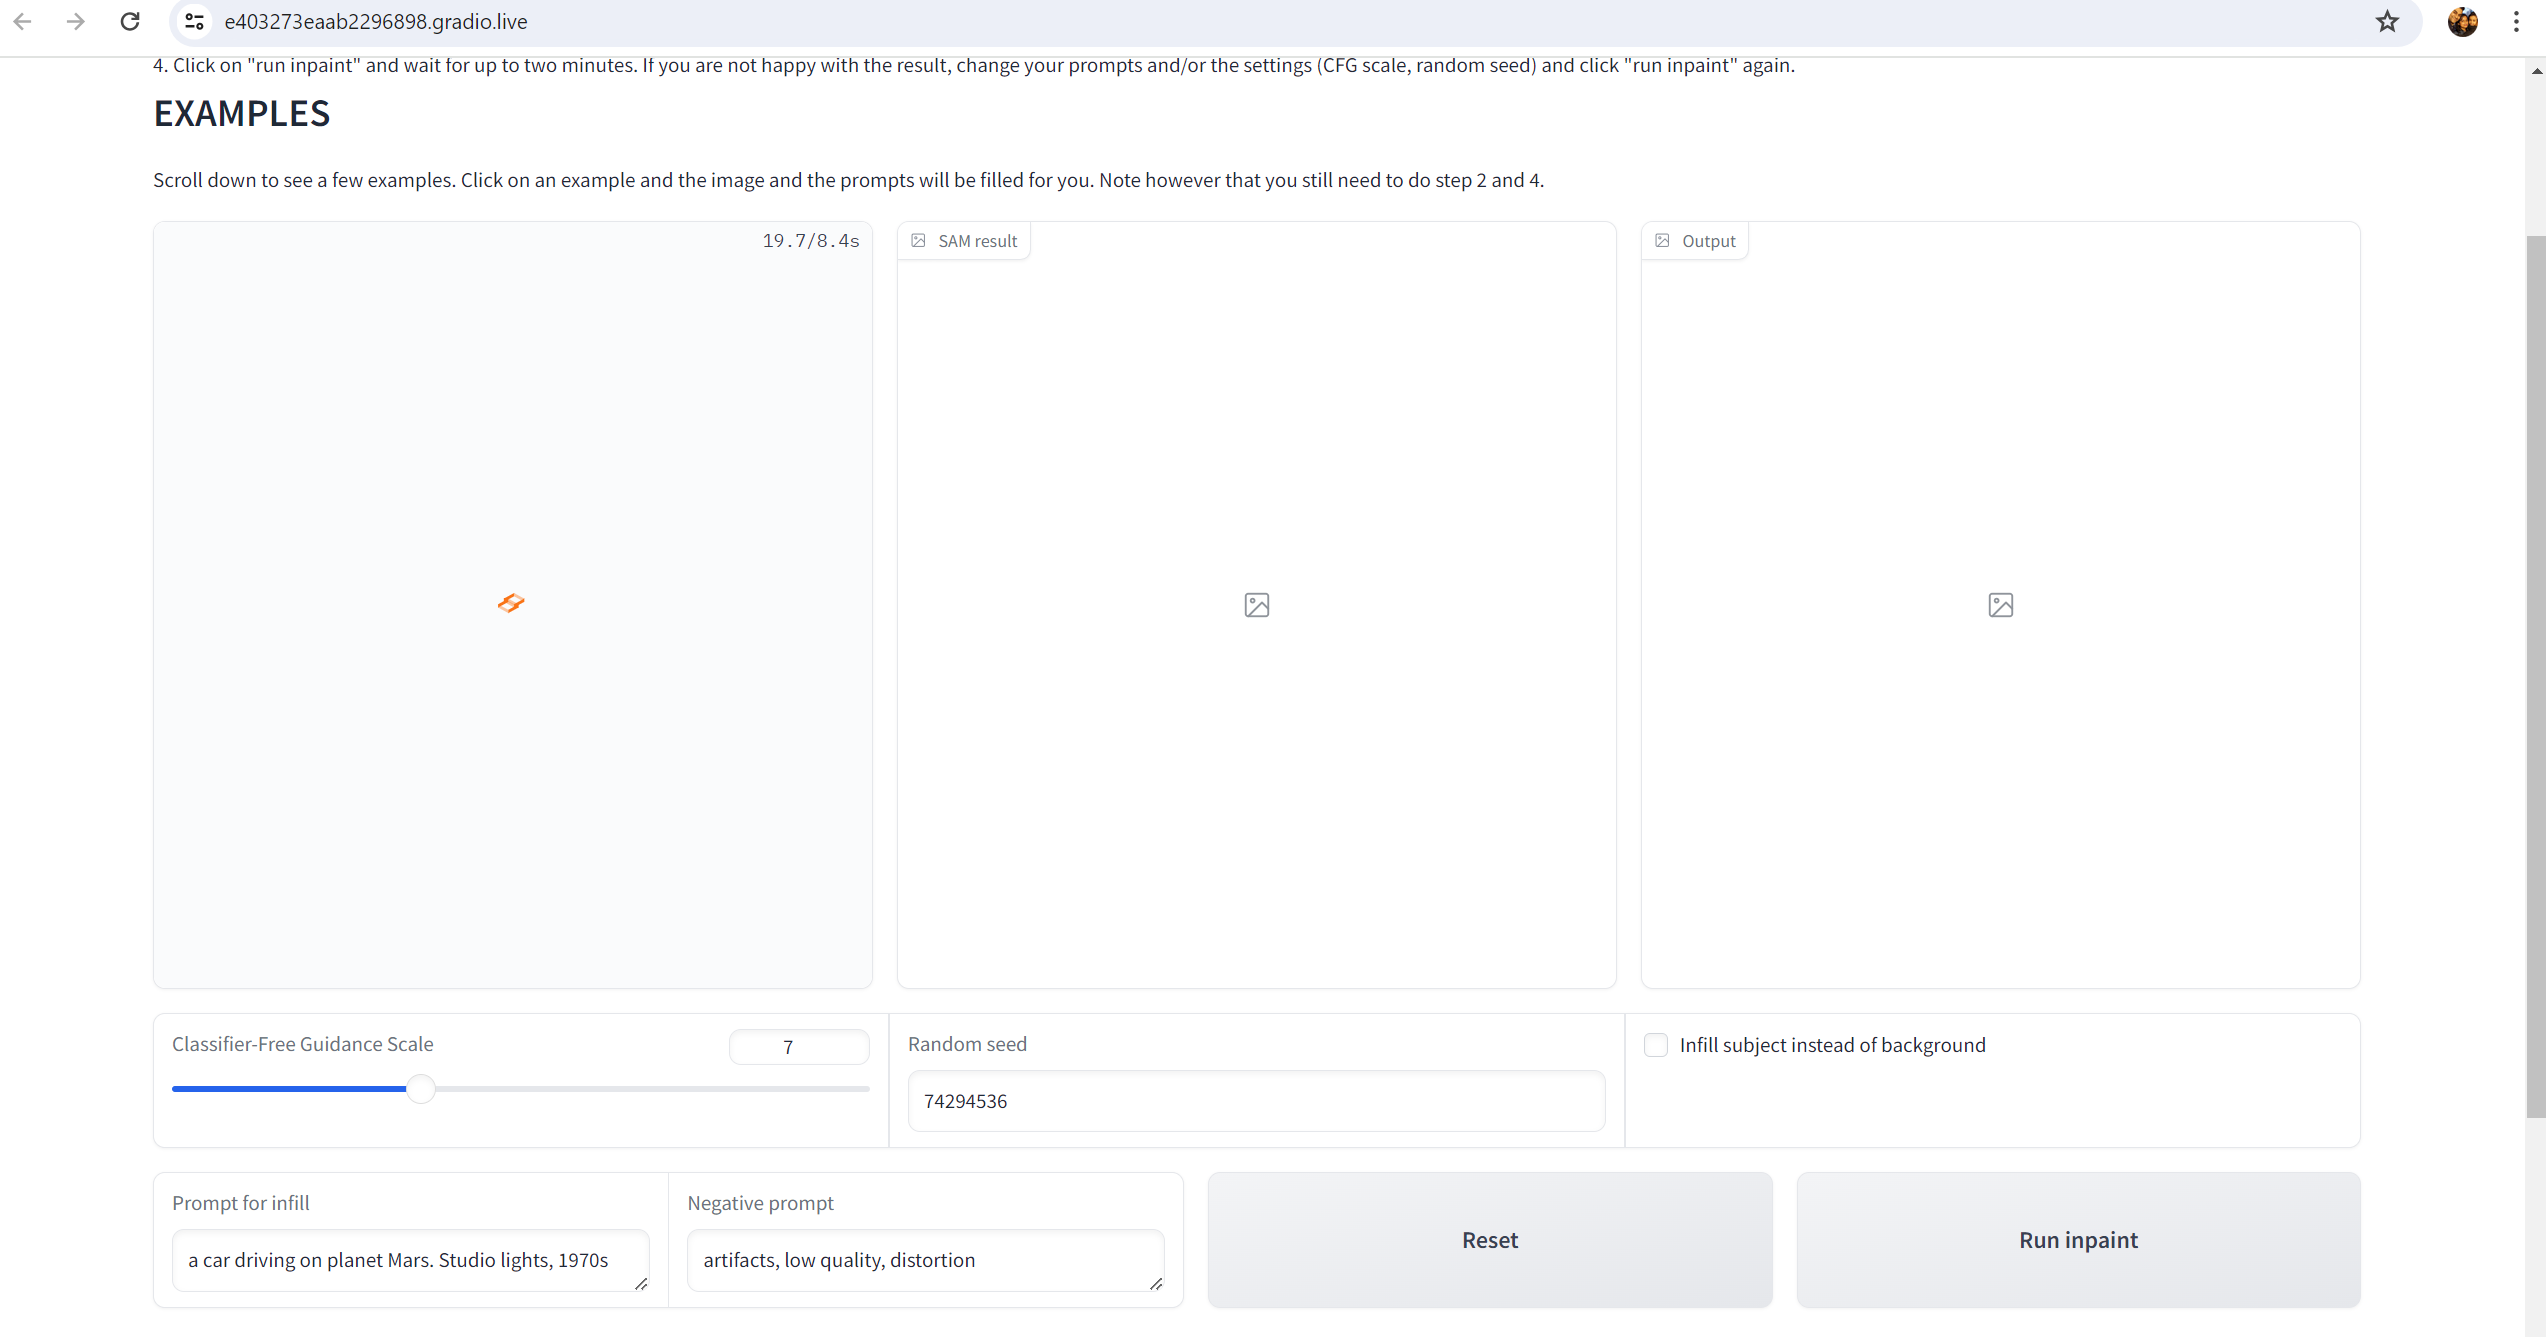 e403273eaab2296898.gradio.live
4. Click on "run inpaint" and wait for up to two minutes. If you are not happy with the result, change your prompts and/or the settings (CFG scale, random seed) and click "run inpaint" again.
EXAMPLES
Scroll down to see a few examples. Click on an example and the image and the prompts will be filled for you. Note however that you still need to do step 2 and 4.
19.7/8.4s
SAM result
Output
Classifier-Free Guidance Scale
7
Random seed
74294536
Infill subject instead of background
Prompt for infill
a car driving on planet Mars. Studio lights, 1970s
Negative prompt
artifacts, low quality, distortion
Reset
Run inpaint